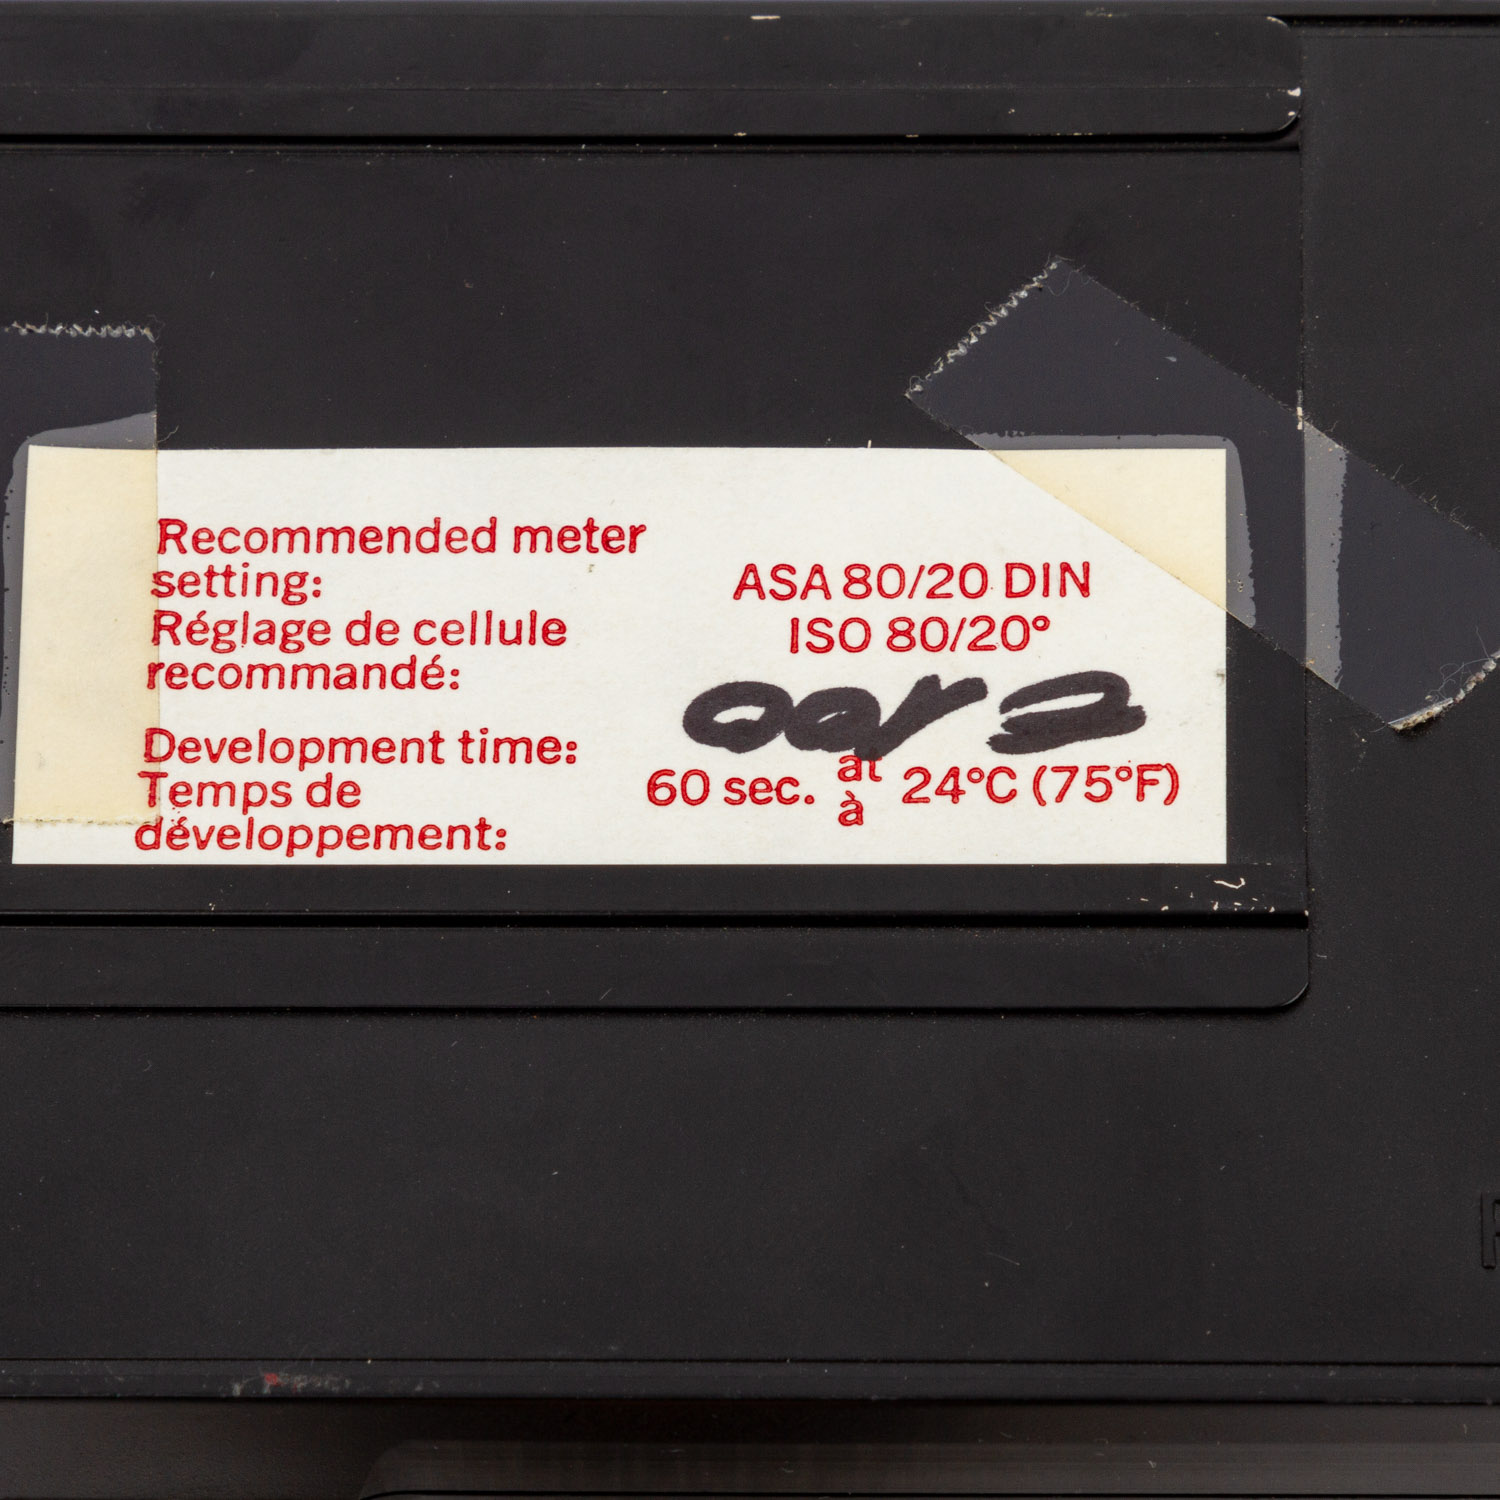 Recommended meter
setting:
ASA 80/20 DIN
Réglage de cellule
ISO 80/20°
recommandé:
Development time:
60 sec. at 24°C (75°F)
Temps de
à
développement: